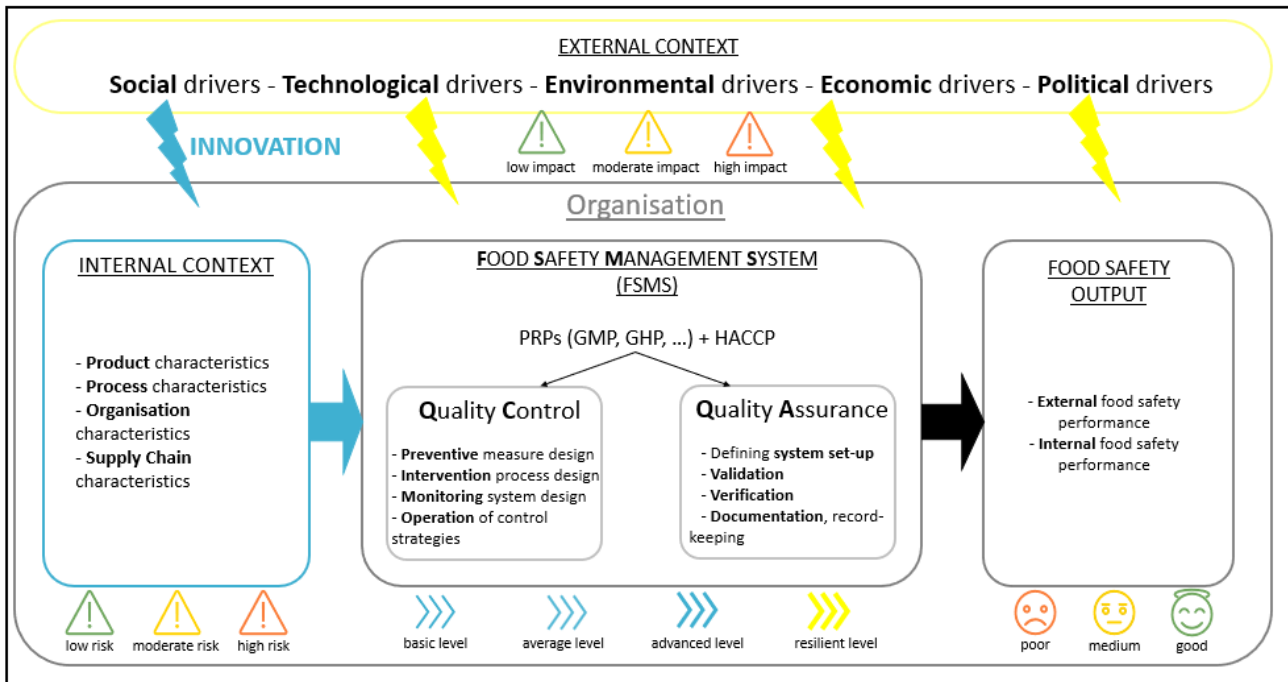 EXTERNAL CONTEXT
Social drivers - Technological drivers - Environmental drivers - Economic drivers - Political drivers
INNOVATION
low impact
moderate impact
high impact
Organisation
INTERNAL CONTEXT
- Product characteristics
- Process characteristics
- Organisation
characteristics
- Supply Chain
characteristics
low risk
moderate risk
high risk
FOOD SAFETY MANAGEMENT SYSTEM
(FSMS)
PRPs (GMP, GHP, ...) + HACCP
Quality Control
- Preventive measure design
- Intervention process design
- Monitoring system design
- Operation of control
strategies
Quality Assurance
- Defining system set-up
- Validation
- Verification
- Documentation, record-
keeping
basic level
average level
advanced level
resilient level
FOOD SAFETY
OUTPUT
- External food safety
performance
- Internal food safety
performance
poor
medium
good